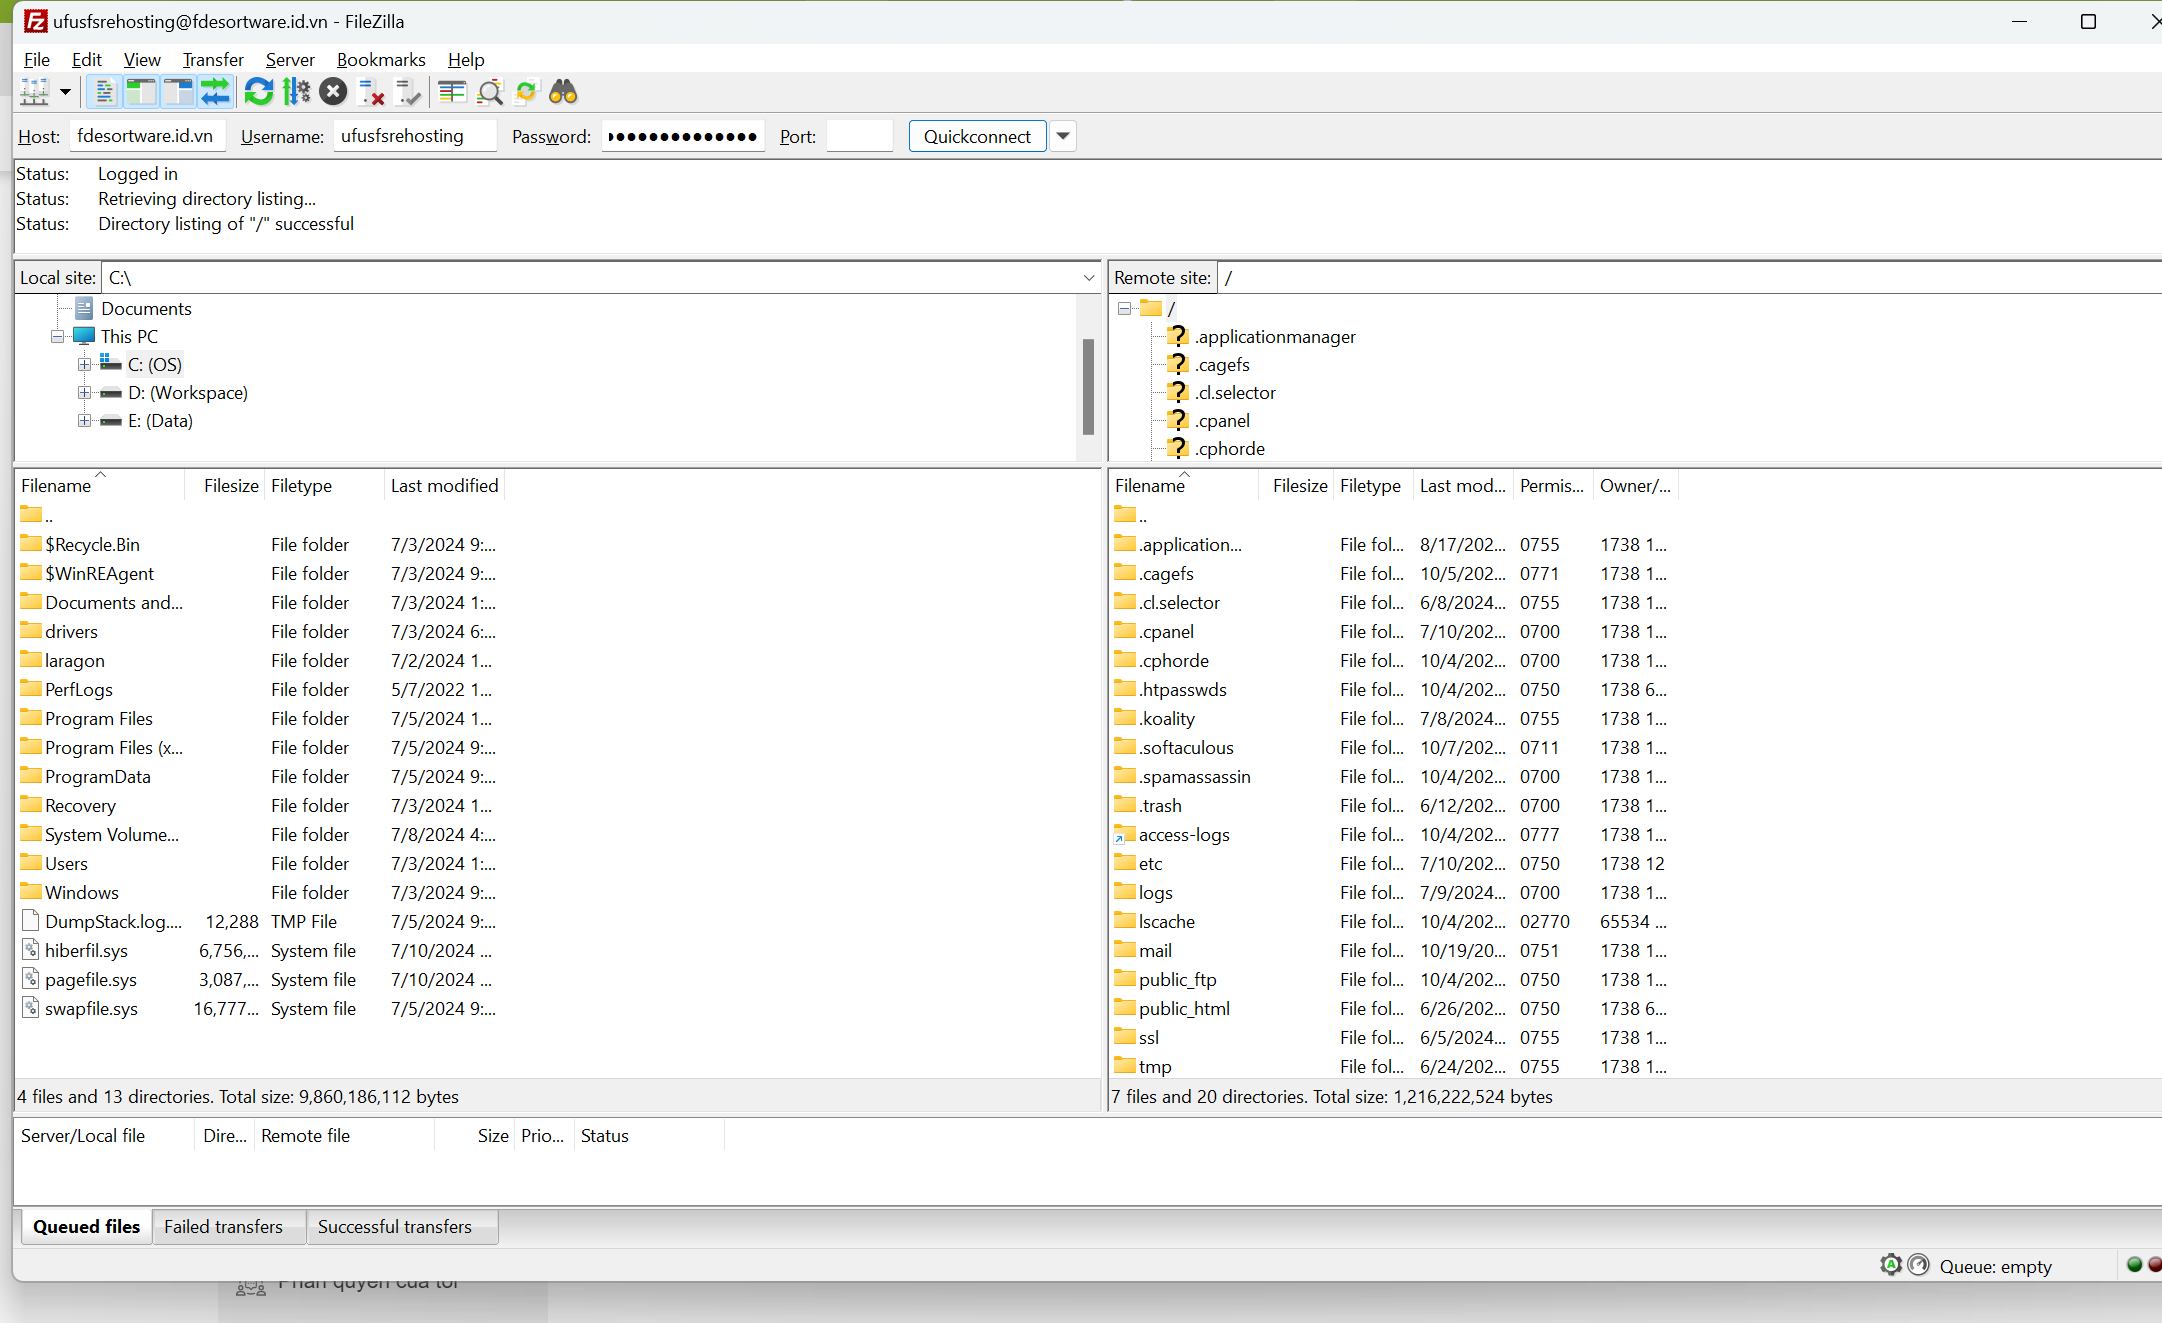 ufusfsrehosting@fdesortware.id.vn - FileZilla
File Edit View Transfer Server Bookmarks Help
Host: fdesortware.id.vn Username: ufusfsrehosting Password: ●●●●●●●●●●●●● Port: Quickconnect
Status: Logged in
Status: Retrieving directory listing...
Status: Directory listing of "/" successful
Local site: C:\
Documents
This PC
C: (OS)
D: (Workspace)
E: (Data)
Remote site: /
/
.applicationmanager
.cagefs
.cl.selector
.cpanel
.cphorde
Filename Filesize Filetype Last modified
..
$Recycle.Bin File folder 7/3/2024 9:...
$WinREAgent File folder 7/3/2024 9:...
Documents and... File folder 7/3/2024 1:...
drivers File folder 7/3/2024 6:...
laragon File folder 7/2/2024 1...
PerfLogs File folder 5/7/2022 1...
Program Files File folder 7/5/2024 1...
Program Files (x... File folder 7/5/2024 9:...
ProgramData File folder 7/5/2024 9:...
Recovery File folder 7/3/2024 1...
System Volume... File folder 7/8/2024 4:...
Users File folder 7/3/2024 1:...
Windows File folder 7/3/2024 9:...
DumpStack.log.... 12,288 TMP File 7/5/2024 9:...
hiberfil.sys 6,756,... System file 7/10/2024 ...
pagefile.sys 3,087,... System file 7/10/2024 ...
swapfile.sys 16,777... System file 7/5/2024 9:...
4 files and 13 directories. Total size: 9,860,186,112 bytes
Filename Filesize Filetype Last mod... Permis... Owner/...
..
.application... File fol... 8/17/202... 0755 1738 1...
.cagefs File fol... 10/5/202... 0771 1738 1...
.cl.selector File fol... 6/8/2024... 0755 1738 1...
.cpanel File fol... 7/10/202... 0700 1738 1...
.cphorde File fol... 10/4/202... 0700 1738 1...
.htpasswds File fol... 10/4/202... 0750 1738 6...
.koality File fol... 7/8/2024... 0755 1738 1...
.softaculous File fol... 10/7/202... 0711 1738 1...
.spamassassin File fol... 10/4/202... 0700 1738 1...
.trash File fol... 6/12/202... 0700 1738 1...
access-logs File fol... 10/4/202... 0777 1738 1...
etc File fol... 7/10/202... 0750 1738 12
logs File fol... 7/9/2024... 0700 1738 1...
lscache File fol... 10/4/202... 02770 65534 ...
mail File fol... 10/19/20... 0751 1738 1...
public_ftp File fol... 10/4/202... 0750 1738 1...
public_html File fol... 6/26/202... 0750 1738 6...
ssl File fol... 6/5/2024... 0755 1738 1...
tmp File fol... 6/24/202... 0755 1738 1...
7 files and 20 directories. Total size: 1,216,222,524 bytes
Server/Local file Dire... Remote file Size Prio... Status
Queued files Failed transfers Successful transfers
Queue: empty
Phân quyền của tôi